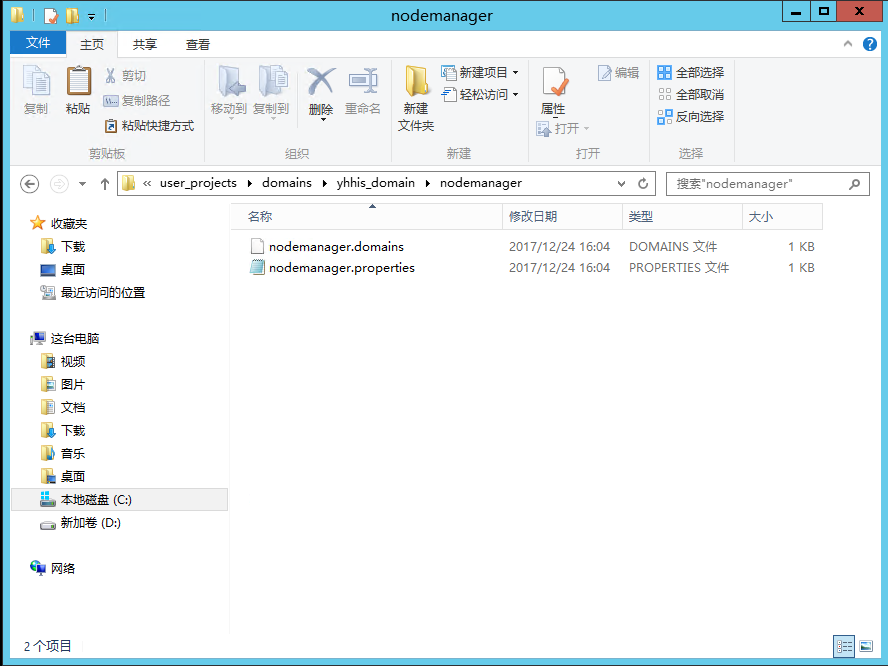 nodemanager
文件 主页 共享 查看
复制
粘贴
剪切
复制路径
粘贴快捷方式
剪贴板
移动到
复制到
删除
重命名
组织
新建
文件夹
新建项目
轻松访问
新建
属性
打开
编辑
打开
全部选择
全部取消
反向选择
选择
« user_projects domains yhhis_domain nodemanager
搜索"nodemanager"
收藏夹
下载
桌面
最近访问的位置
这台电脑
视频
图片
文档
下载
音乐
桌面
本地磁盘 (C:)
新加卷 (D:)
网络
名称 修改日期 类型 大小
nodemanager.domains 2017/12/24 16:04 DOMAINS 文件 1 KB
nodemanager.properties 2017/12/24 16:04 PROPERTIES 文件 1 KB
2 个项目